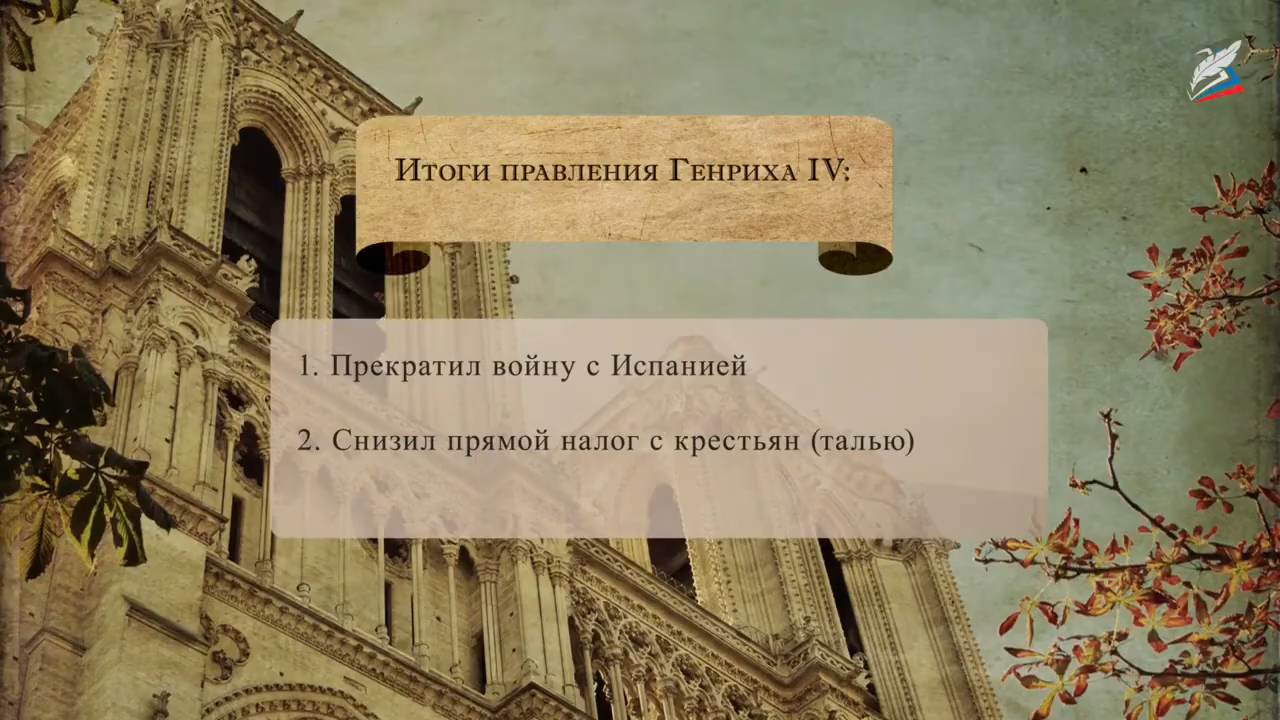 Итоги правления Генриха IV:
1. Прекратил войну с Испанией
2. Снизил прямой налог с крестьян (талью)